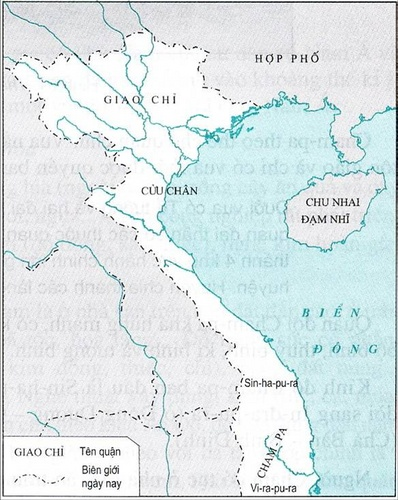 HỢP PHỐ
GIAO CHỈ
CỬU CHÂN
CHU NHAI
ĐẠM NHĨ
BIỂN
ĐÔNG
Sin-ha-pu-ra
CHĂM-PA
Vi-ra-pu-ra
GIAO CHỈ Tên quận
Biên giới
ngày nay